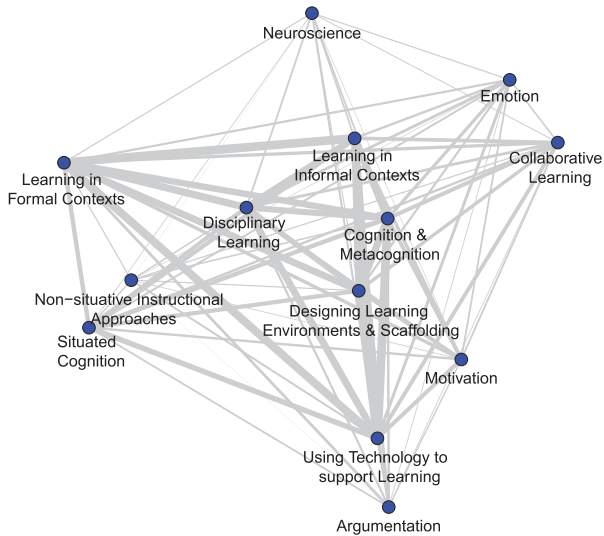 Neuroscience
Emotion
Collaborative
Learning
Learning in
Informal Contexts
Learning in
Formal Contexts
Disciplinary
Learning
Cognition &
Metacognition
Non−situative Instructional
Approaches
Designing Learning
Environments & Scaffolding
Situated
Cognition
Motivation
Using Technology to
support Learning
Argumentation